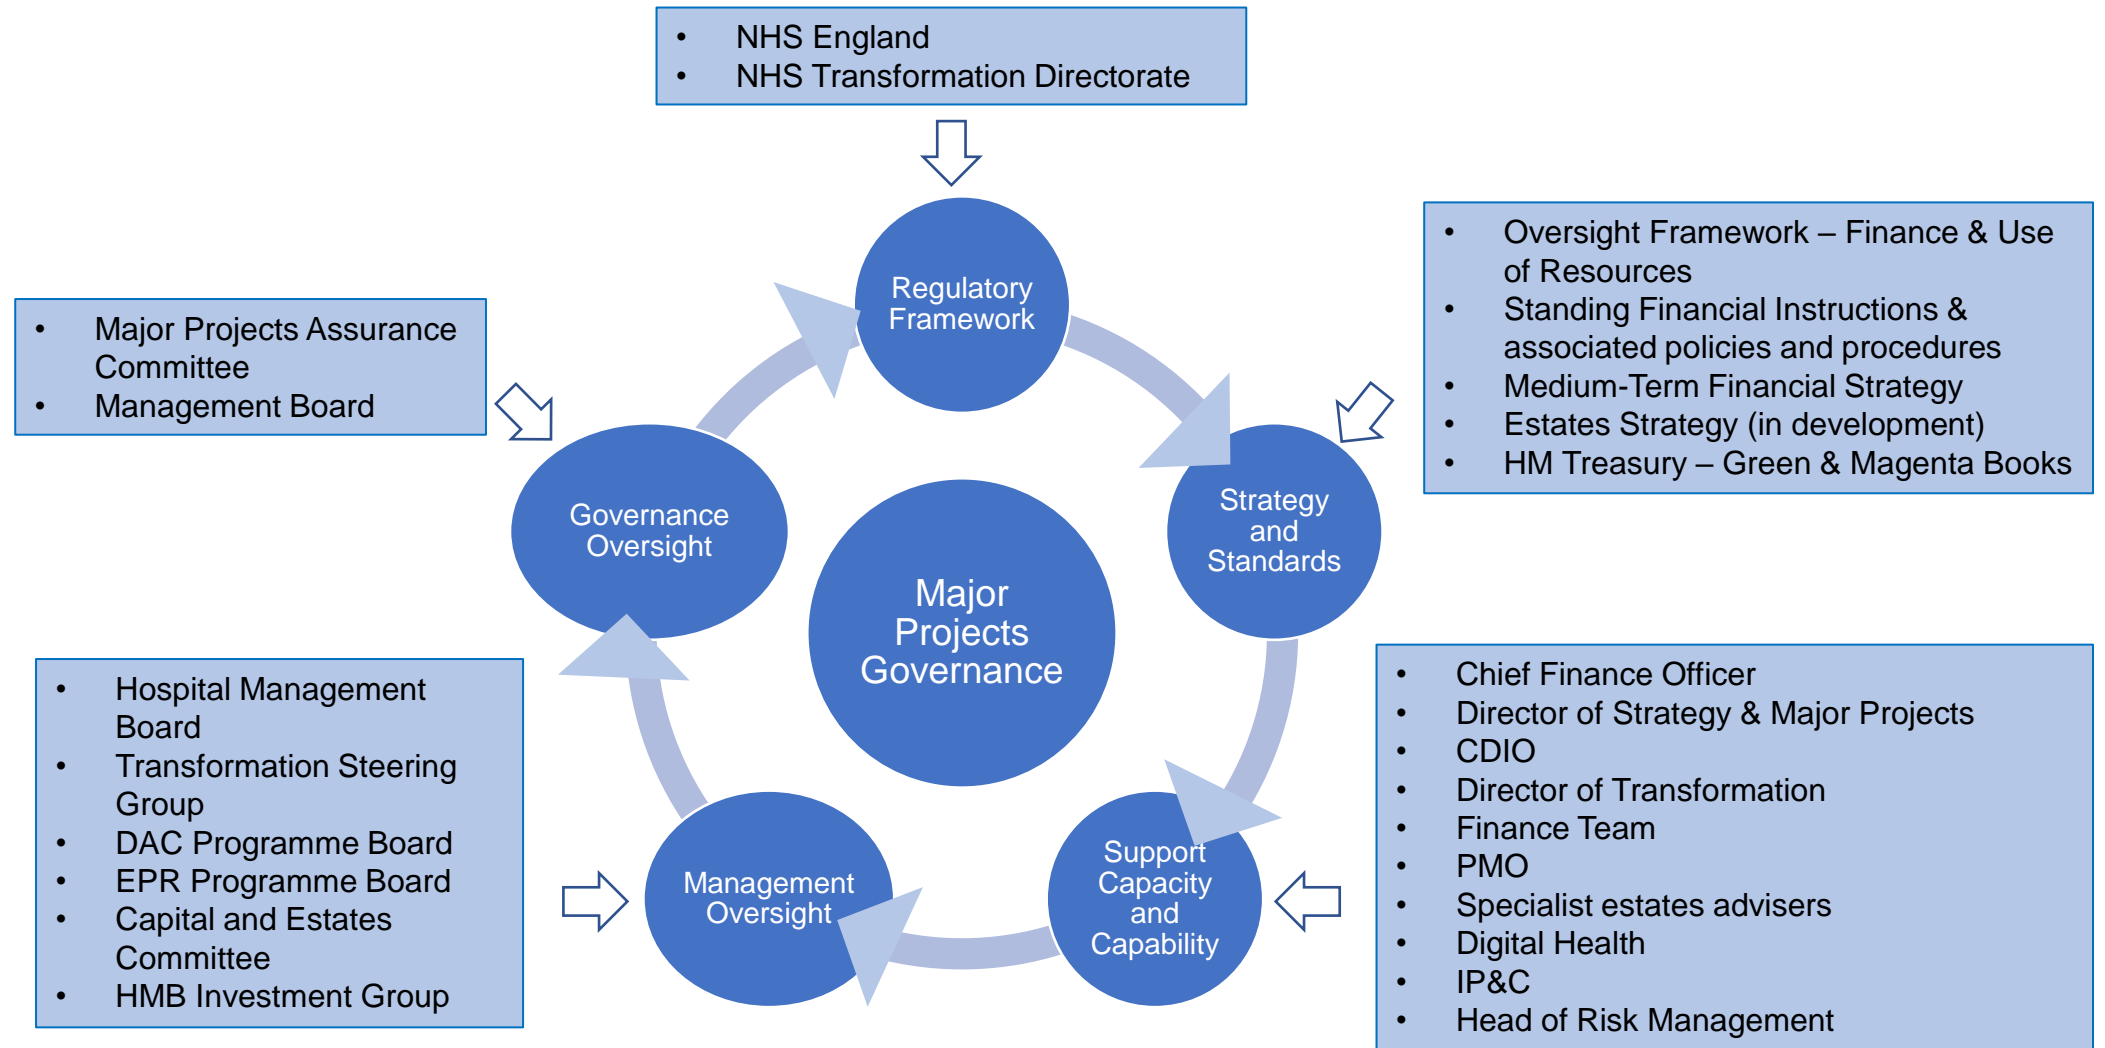 • NHS England
• NHS Transformation Directorate
Regulatory
Framework
• Oversight Framework – Finance & Use
of Resources
• Standing Financial Instructions &
associated policies and procedures
• Medium-Term Financial Strategy
• Estates Strategy (in development)
• HM Treasury – Green & Magenta Books
• Major Projects Assurance
Committee
• Management Board
Governance
Oversight
Strategy
and
Standards
Major
Projects
Governance
• Hospital Management
Board
• Transformation Steering
Group
• DAC Programme Board
• EPR Programme Board
• Capital and Estates
Committee
• HMB Investment Group
Management
Oversight
Support
Capacity
and
Capability
• Chief Finance Officer
• Director of Strategy & Major Projects
• CDIO
• Director of Transformation
• Finance Team
• PMO
• Specialist estates advisers
• Digital Health
• IP&C
• Head of Risk Management